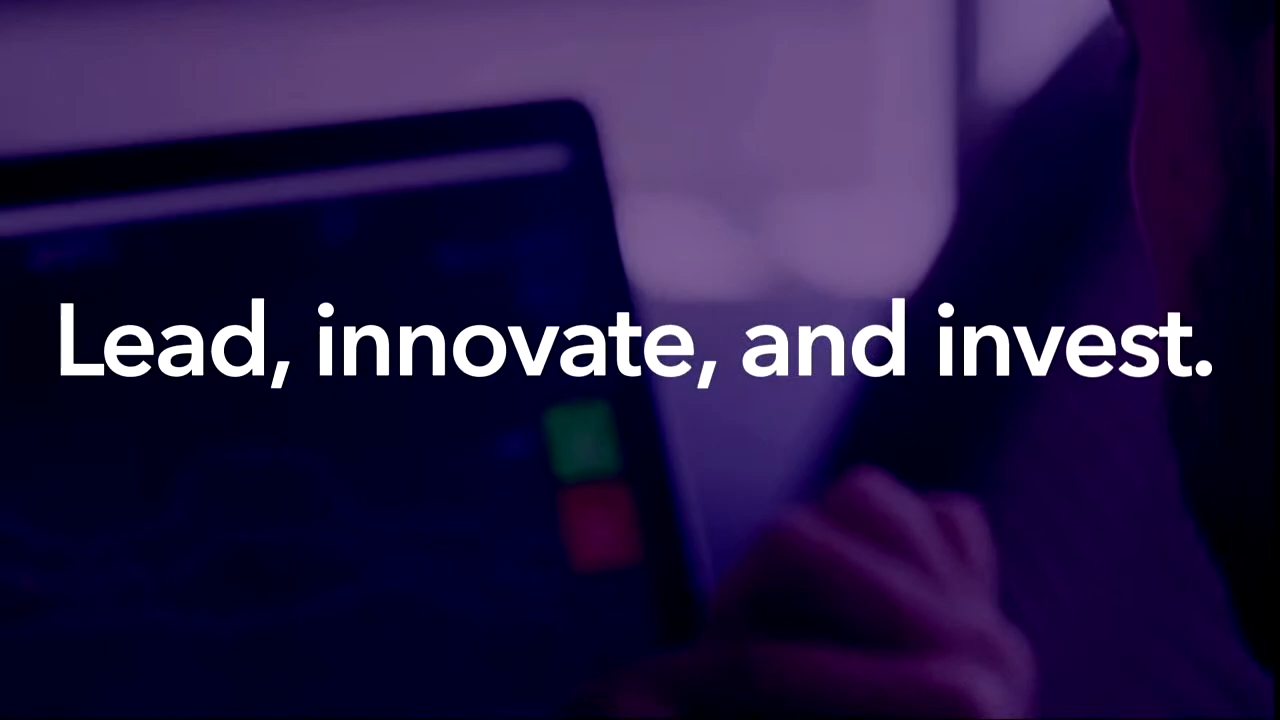 Lead, innovate, and invest.